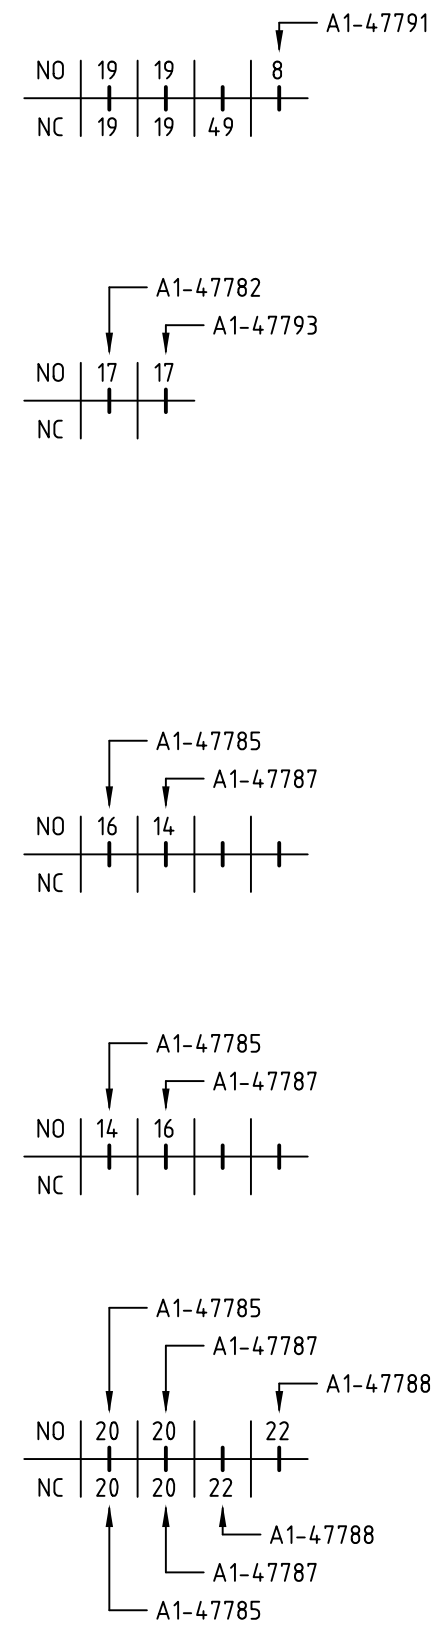 A1-47791
NO 19 19 8
NC 19 19 49
A1-47782
A1-47793
NO 17 17
NC
A1-47785
A1-47787
NO 16 14
NC
A1-47785
A1-47787
NO 14 16
NC
A1-47785
A1-47787
A1-47788
NO 20 20 22
NC 20 20 22
A1-47788
A1-47787
A1-47785